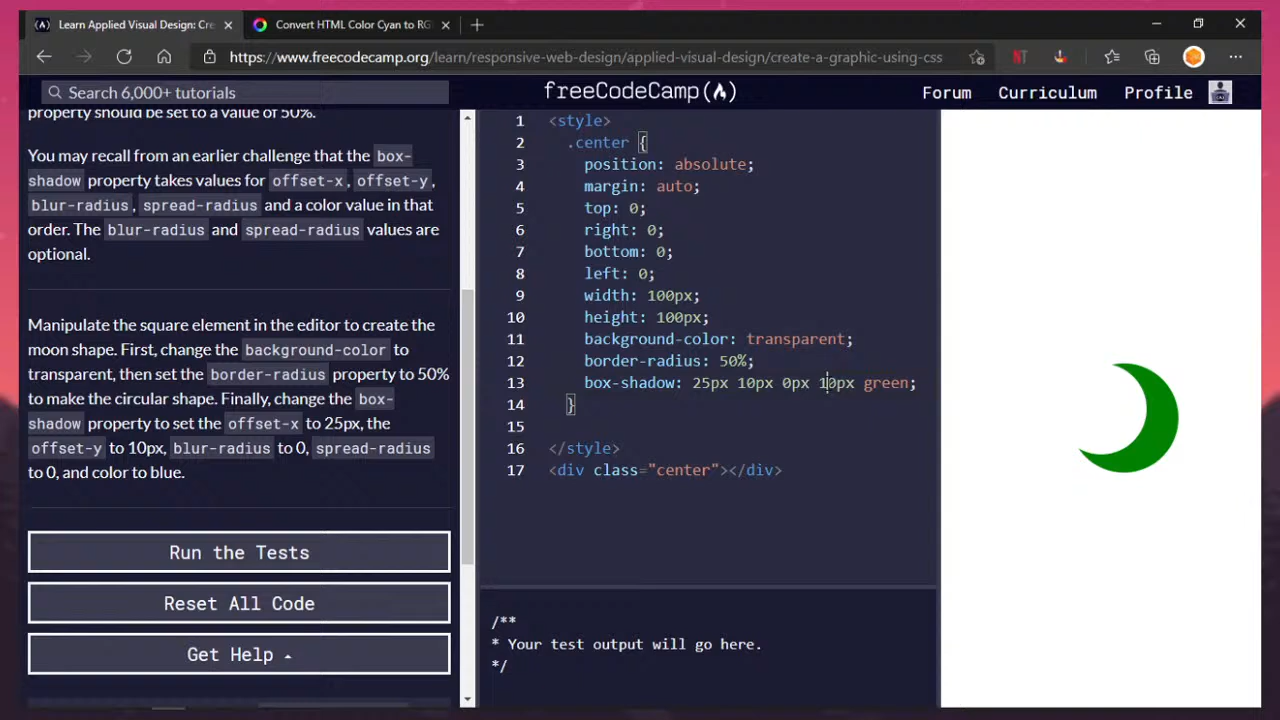 Learn Applied Visual Design: Cre
Convert HTML Color Cyan to RG
https://www.freecodecamp.org/learn/responsive-web-design/applied-visual-design/create-a-graphic-using-css
NT
Search 6,000+ tutorials
freeCodeCamp
Forum
Curriculum
Profile
property should be set to a value of 50%.
You may recall from an earlier challenge that the box-
shadow property takes values for offset-x, offset-y,
blur-radius, spread-radius and a color value in that
order. The blur-radius and spread-radius values are
optional.
Manipulate the square element in the editor to create the
moon shape. First, change the background-color to
transparent, then set the border-radius property to 50%
to make the circular shape. Finally, change the box-
shadow property to set the offset-x to 25px, the
offset-y to 10px, blur-radius to 0, spread-radius
to 0, and color to blue.
Run the Tests
Reset All Code
Get Help
1 <style>
2 .center {
3 position: absolute;
4 margin: auto;
5 top: 0;
6 right: 0;
7 bottom: 0;
8 left: 0;
9 width: 100px;
10 height: 100px;
11 background-color: transparent;
12 border-radius: 50%;
13 box-shadow: 25px 10px 0px 10px green;
14 }
15
16 </style>
17 <div class="center"></div>
/**
* Your test output will go here.
*/